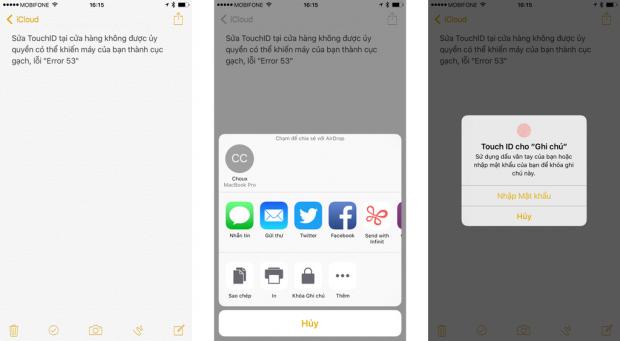 MOBIFONE 16:15
iCloud
Sửa TouchID tại cửa hàng không được ủy
quyền có thể khiến máy của bạn thành cục
gạch, lỗi "Error 53"
MOBIFONE 16:15
iCloud
Sửa TouchID tại cửa hàng không được ủy
quyền có thể khiến máy của bạn thành cục
gạch, lỗi "Error 53"
Chạm để chia sẻ với AirDrop
CC
Choux
MacBook Pro
Nhắn tin Gửi thư Twitter Facebook Send with
Infinit
Sao chép In Khóa Ghi chú Thêm
Hủy
MOBIFONE 16:15
iCloud
Sửa TouchID tại cửa hàng không được ủy
quyền có thể khiến máy của bạn thành cục
gạch, lỗi "Error 53"
Touch ID cho "Ghi chú"
Sử dụng dấu vân tay của bạn hoặc
nhập mật khẩu của bạn để khóa ghi
chú này.
Nhập Mật khẩu
Hủy